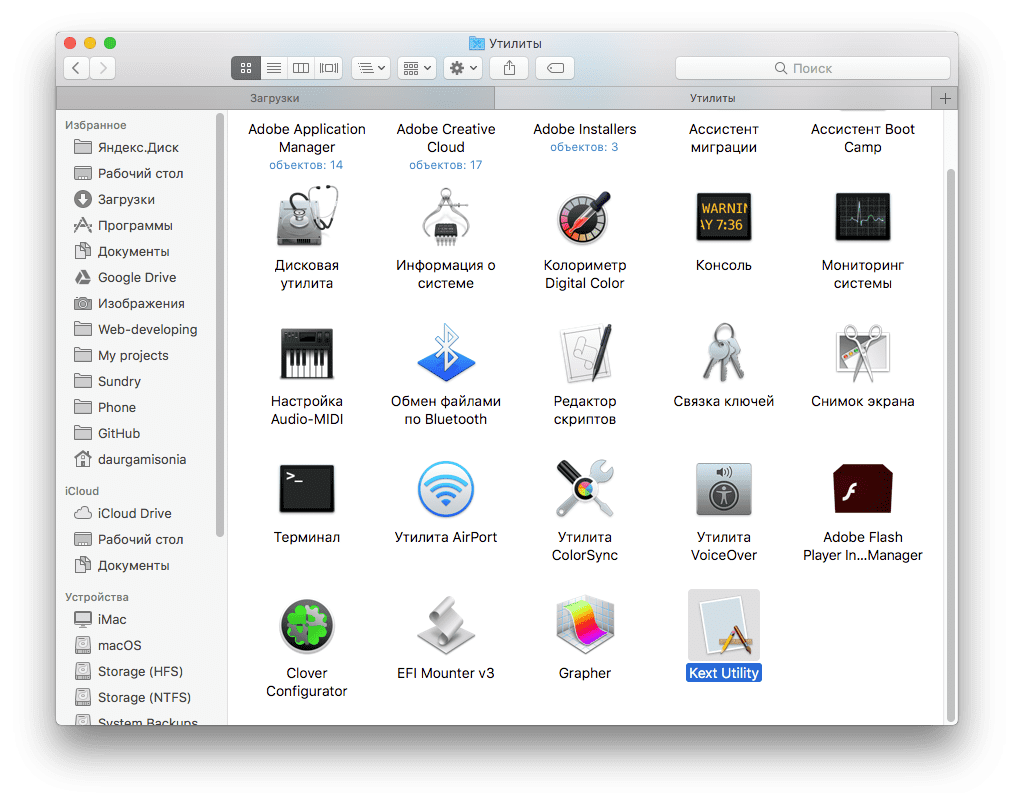 Утилиты
Поиск
Загрузки
Утилиты
Избранное
Яндекс.Диск
Рабочий стол
Загрузки
Программы
Документы
Google Drive
Изображения
Web-developing
My projects
Sundry
Phone
GitHub
daurgamisonia
iCloud
iCloud Drive
Рабочий стол
Документы
Устройства
iMac
macOS
Storage (HFS)
Storage (NTFS)
System Backups
Adobe Application
Manager
объектов: 14
Adobe Creative
Cloud
объектов: 17
Adobe Installers
объектов: 3
Ассистент
миграции
Ассистент Boot
Camp
Дисковая
утилита
Информация о
системе
Колориметр
Digital Color
WARNIN
AY 7:36
Консоль
Мониторинг
системы
Настройка
Audio-MIDI
Обмен файлами
по Bluetooth
Редактор
скриптов
Связка ключей
Снимок экрана
>_
Терминал
Утилита AirPort
Утилита
ColorSync
Утилита
VoiceOver
Adobe Flash
Player In...Manager
Clover
Configurator
EFI Mounter v3
Grapher
Kext Utility